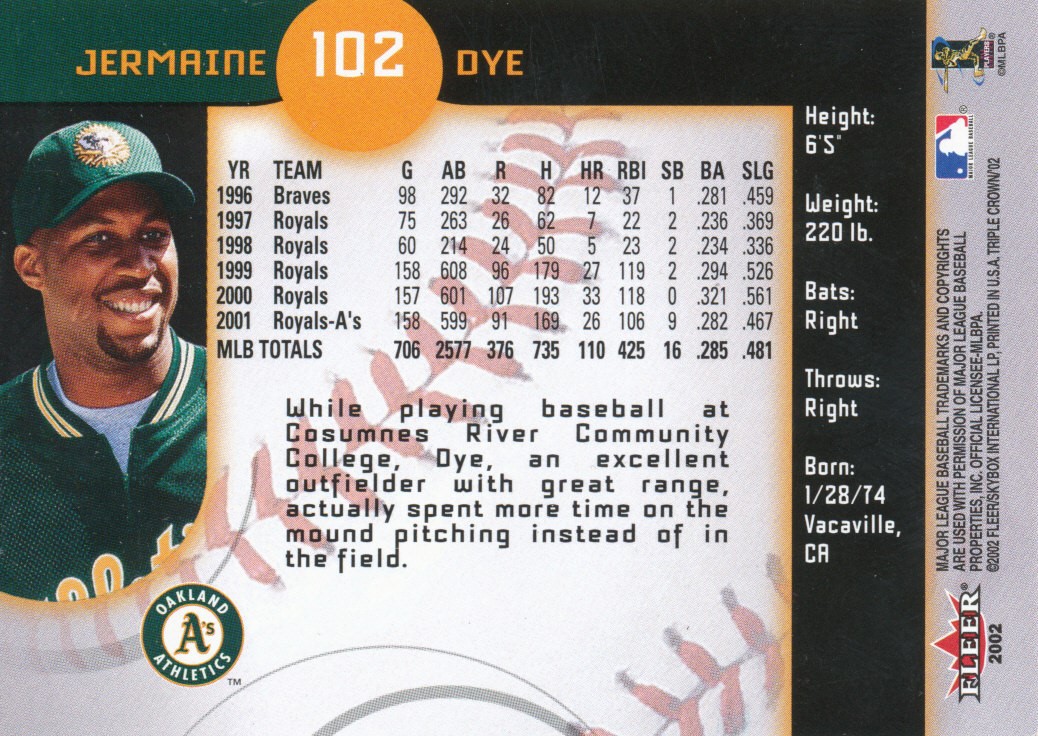 JERMAINE 102 DYE
YR TEAM G AB R H HR RBI SB BA SLG
1996 Braves 98 292 32 82 12 37 1 .281 .459
1997 Royals 75 263 26 62 7 22 2 .236 .369
1998 Royals 60 214 24 50 5 23 2 .234 .336
1999 Royals 158 608 96 179 27 119 2 .294 .526
2000 Royals 157 601 107 193 33 118 0 .321 .561
2001 Royals-A's 158 599 91 169 26 106 9 .282 .467
MLB TOTALS 706 2577 376 735 110 425 16 .285 .481
While playing baseball at
Cosumnes River Community
College, Dye, an excellent
outfielder with great range,
actually spent more time on the
mound pitching instead of in
the field.
OAKLAND
A's
ATHLETICS
™
Height:
6'5"
Weight:
220 lb.
Bats:
Right
Throws:
Right
Born:
1/28/74
Vacaville,
CA
PLAYERS
®
©MLBPA
®
MAJOR LEAGUE BASEBALL
MAJOR LEAGUE BASEBALL TRADEMARKS AND COPYRIGHTS
ARE USED WITH PERMISSION OF MAJOR LEAGUE BASEBALL
PROPERTIES, INC. OFFICIAL LICENSEE-MLBPA.
©2002 FLEER/SKYBOX INTERNATIONAL LP, PRINTED IN U.S.A. TRIPLE CROWN/'02
FLEER®
2002